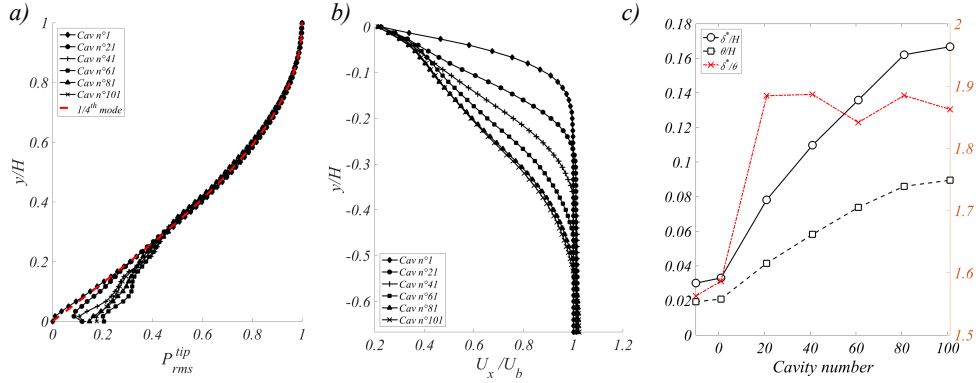 a)
Cav n°1
Cav n°21
Cav n°41
Cav n°61
Cav n°81
Cav n°101
1/4th mode
1
0.8
0.6
0.4
0.2
0
y/H
0 0.2 0.4 0.6 0.8 1
P tip rms
b)
0
-0.1
-0.2
-0.3
-0.4
-0.5
-0.6
y/H
Cav n°1
Cav n°21
Cav n°41
Cav n°61
Cav n°81
Cav n°101
0.2 0.4 0.6 0.8 1 1.2
U_x/U_b
c)
0.18
0.16
0.14
0.12
0.1
0.08
0.06
0.04
0.02
0
δ*/H
θ/H
δ*/θ
2
1.9
1.8
1.7
1.6
1.5
0 20 40 60 80 100
Cavity number